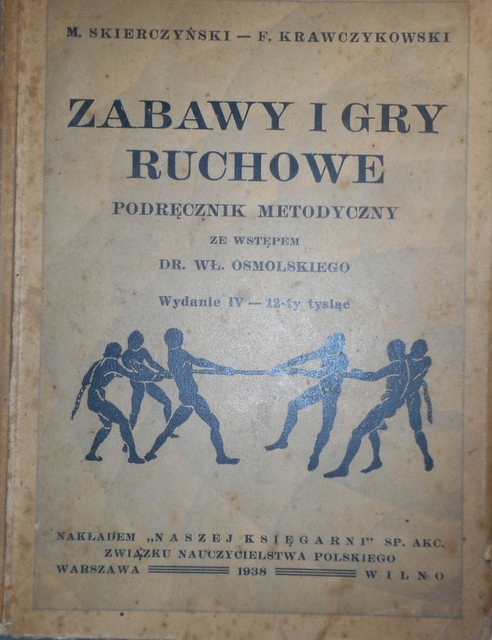 M. SKIERCZYŃSKI — F. KRAWCZYKOWSKI
ZABAWY I GRY
RUCHOWE
PODRĘCZNIK METODYCZNY
ZE WSTĘPEM
DR. WŁ. OSMOLSKIEGO
Wydanie IV — 12-ty tysiąc
NAKŁADEM „NASZEJ KSIĘGARNI" SP. AKC.
ZWIĄZKU NAUCZYCIELSTWA POLSKIEGO
WARSZAWA 1938 WILNO